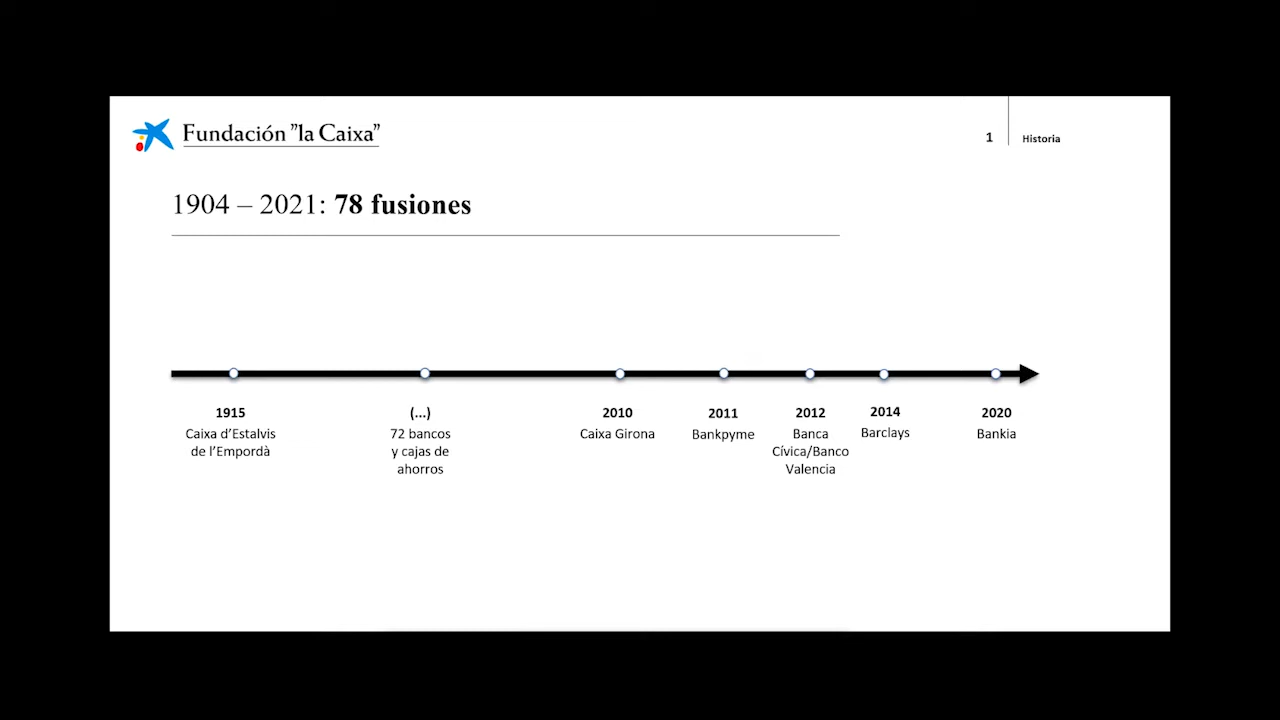 Fundación ”la Caixa”
1 Historia
1904 – 2021: 78 fusiones
1915
Caixa d’Estalvis
de l’Empordà
(...)
72 bancos
y cajas de
ahorros
2010
Caixa Girona
2011
Bankpyme
2012
Banca
Cívica/Banco
Valencia
2014
Barclays
2020
Bankia